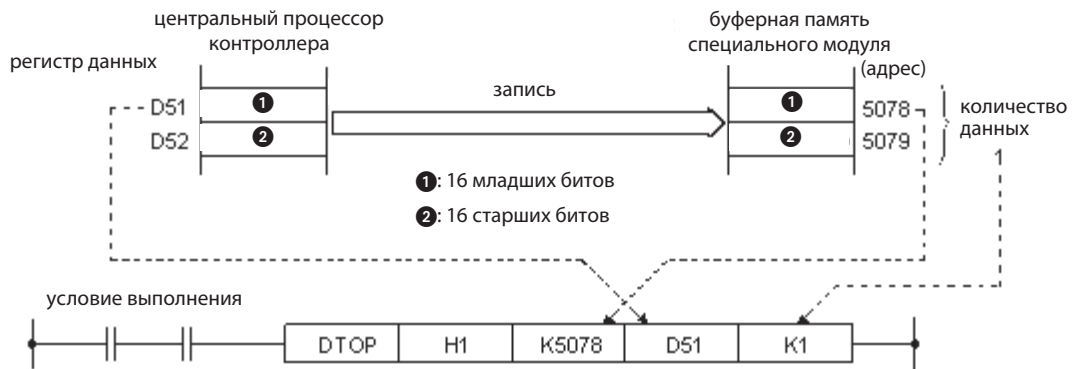 центральный процессор
контроллера
буферная память
специального модуля
регистр данных
(адрес)
запись
D51
❶
❶
5078
количество
данных
D52
❷
❷
5079
❶: 16 младших битов
❷: 16 старших битов
условие выполнения
DTOP H1 K5078 D51 K1